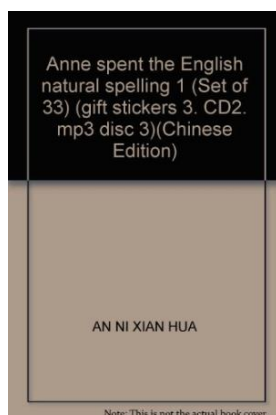 Anne spent the English
natural spelling 1 (Set of
33) (gift stickers 3. CD2.
mp3 disc 3)(Chinese
Edition)
AN NI XIAN HUA
Note: This is not the actual book cover